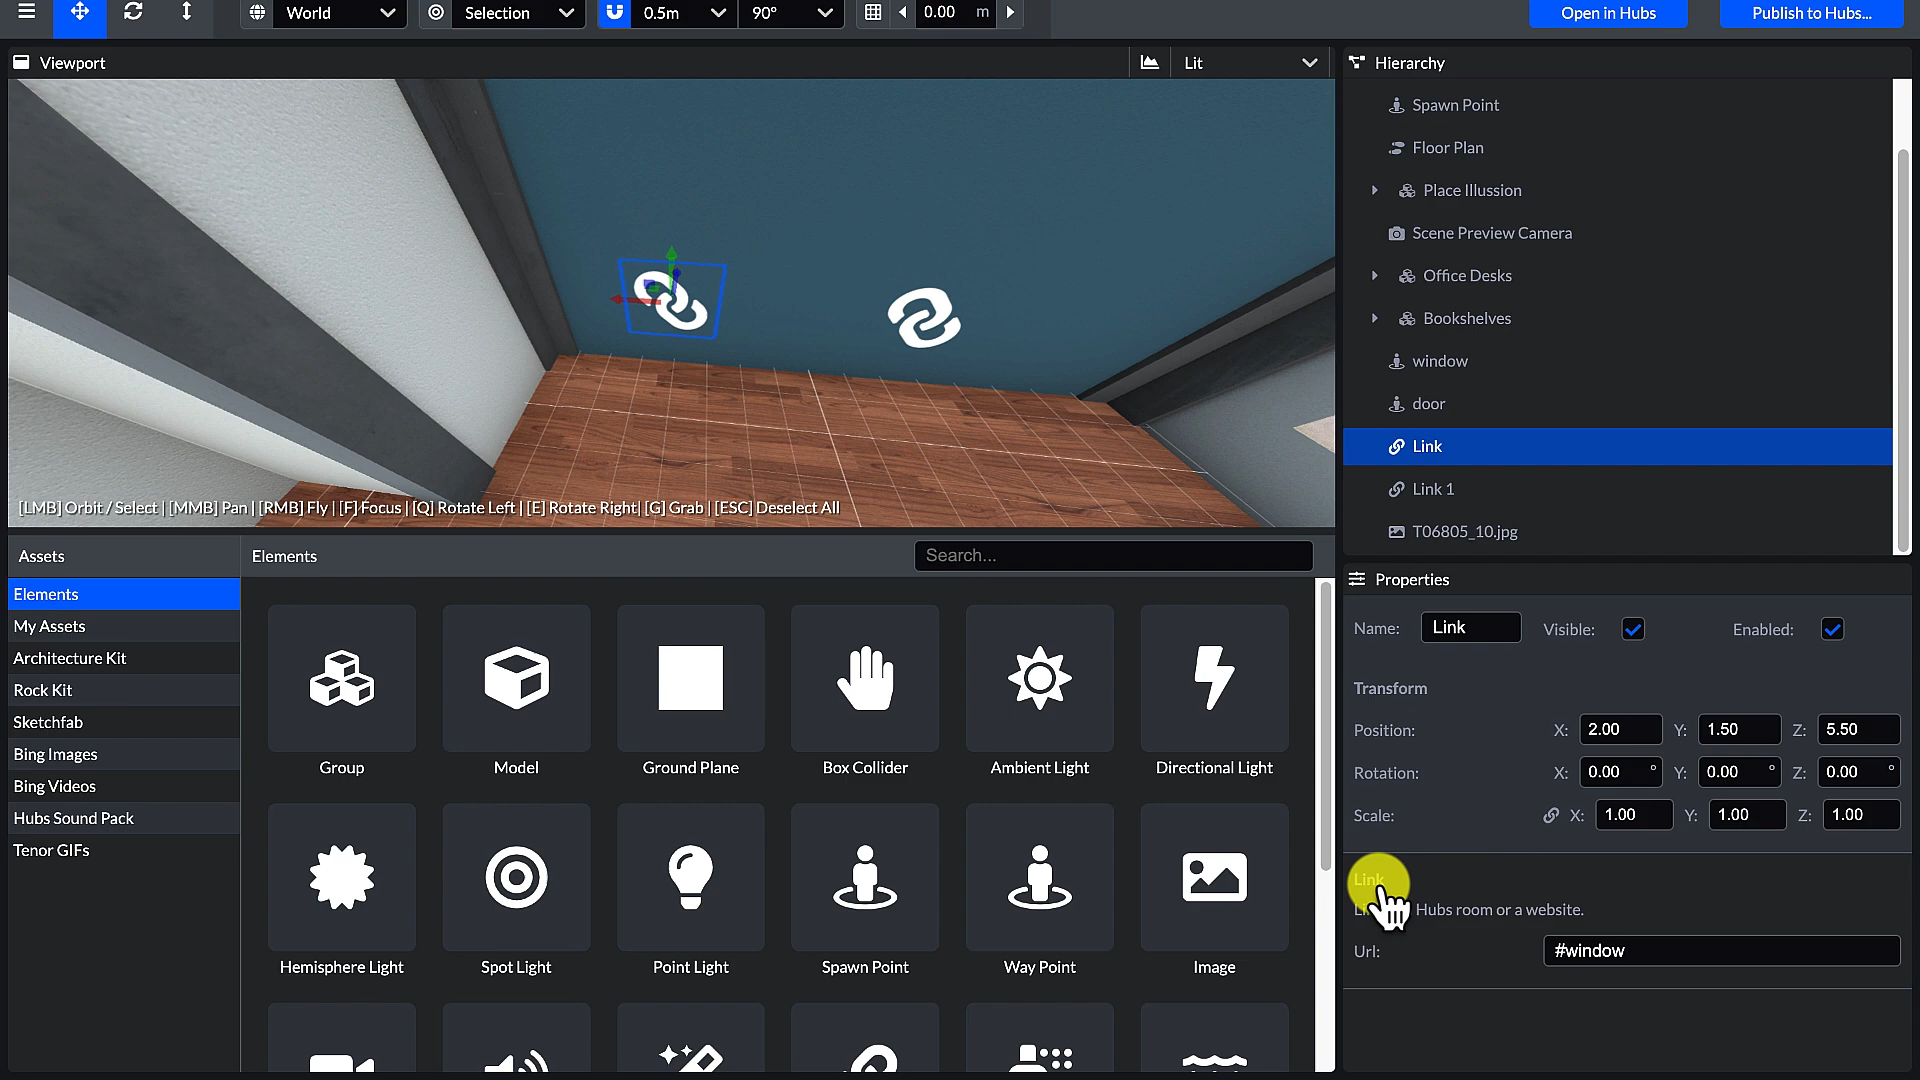 World
Selection
0.5m
90°
0.00 m
Open in Hubs
Publish to Hubs...
Viewport
Lit
[LMB] Orbit / Select | [MMB] Pan | [RMB] Fly | [F] Focus | [Q] Rotate Left | [E] Rotate Right | [G] Grab | [ESC] Deselect All
Hierarchy
Spawn Point
Floor Plan
Place Illussion
Scene Preview Camera
Office Desks
Bookshelves
window
door
Link
Link 1
T06805_10.jpg
Assets
Elements
My Assets
Architecture Kit
Rock Kit
Sketchfab
Bing Images
Bing Videos
Hubs Sound Pack
Tenor GIFs
Elements
Search...
Group Model Ground Plane Box Collider Ambient Light Directional Light
Hemisphere Light Spot Light Point Light Spawn Point Way Point Image
Properties
Name: Link Visible: Enabled:
Transform
Position: X: 2.00 Y: 1.50 Z: 5.50
Rotation: X: 0.00 ° Y: 0.00 ° Z: 0.00 °
Scale: X: 1.00 Y: 1.00 Z: 1.00
Link
Hubs room or a website.
Url: #window